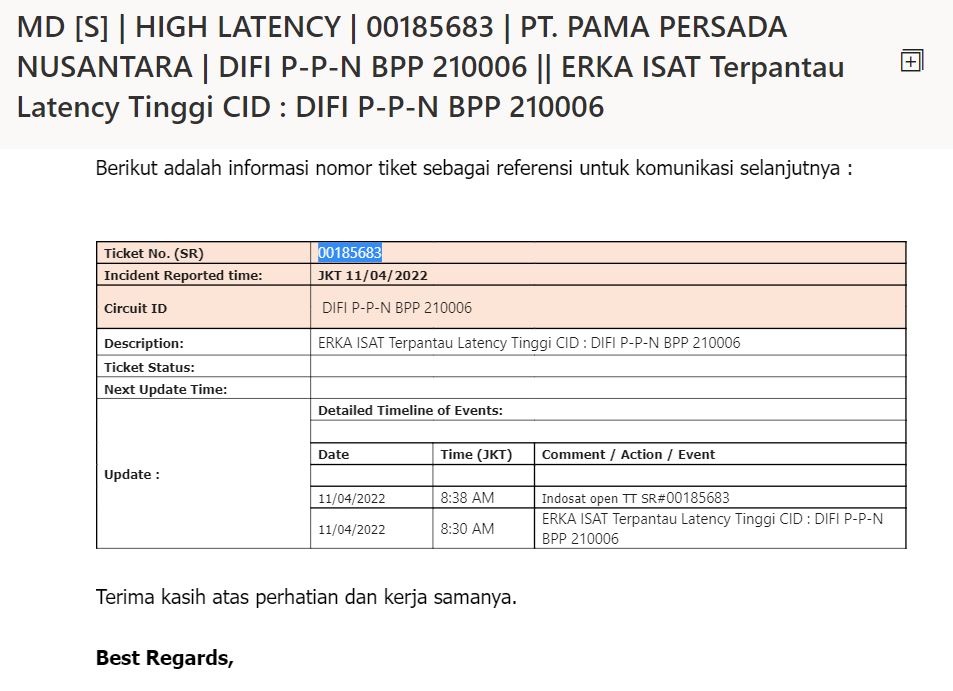 MD [S] | HIGH LATENCY | 00185683 | PT. PAMA PERSADA
NUSANTARA | DIFI P-P-N BPP 210006 || ERKA ISAT Terpantau
Latency Tinggi CID : DIFI P-P-N BPP 210006
Berikut adalah informasi nomor tiket sebagai referensi untuk komunikasi selanjutnya :
Ticket No. (SR) 00185683
Incident Reported time: JKT 11/04/2022
Circuit ID DIFI P-P-N BPP 210006
Description: ERKA ISAT Terpantau Latency Tinggi CID : DIFI P-P-N BPP 210006
Ticket Status:
Next Update Time:
Detailed Timeline of Events:
Date Time (JKT) Comment / Action / Event
Update :
11/04/2022 8:38 AM Indosat open TT SR#00185683
11/04/2022 8:30 AM ERKA ISAT Terpantau Latency Tinggi CID : DIFI P-P-N
BPP 210006
Terima kasih atas perhatian dan kerja samanya.
Best Regards,